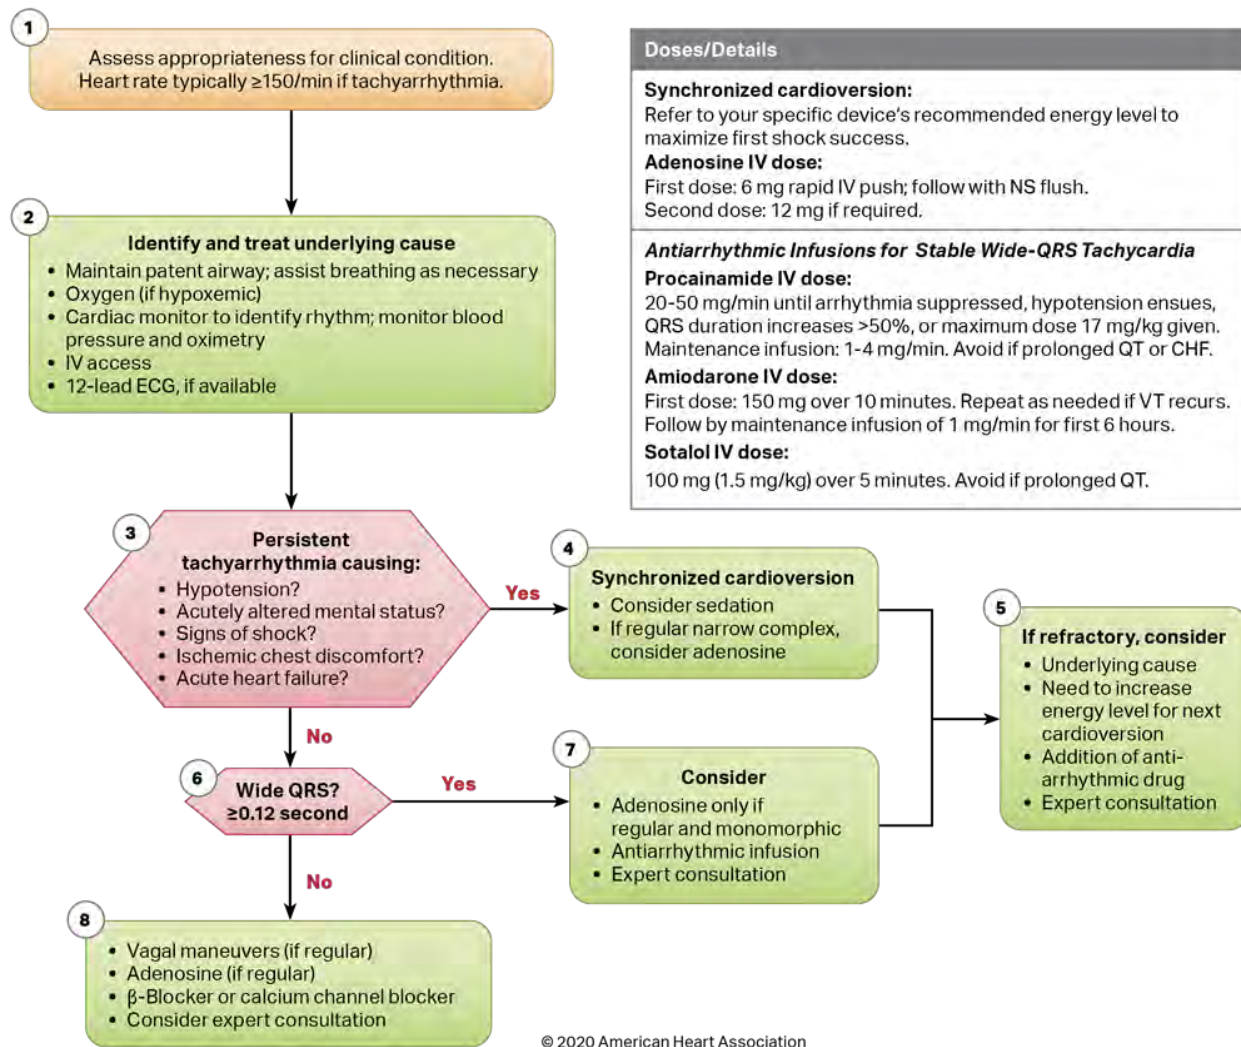 1
Assess appropriateness for clinical condition.
Heart rate typically ≥150/min if tachyarrhythmia.
2
Identify and treat underlying cause
• Maintain patent airway; assist breathing as necessary
• Oxygen (if hypoxemic)
• Cardiac monitor to identify rhythm; monitor blood
pressure and oximetry
• IV access
• 12-lead ECG, if available
3
Persistent
tachyarrhythmia causing:
• Hypotension?
• Acutely altered mental status?
• Signs of shock?
• Ischemic chest discomfort?
• Acute heart failure?
Yes
4
Synchronized cardioversion
• Consider sedation
• If regular narrow complex,
consider adenosine
5
If refractory, consider
• Underlying cause
• Need to increase
energy level for next
cardioversion
• Addition of anti-
arrhythmic drug
• Expert consultation
No
6
Wide QRS?
≥0.12 second
Yes
7
Consider
• Adenosine only if
regular and monomorphic
• Antiarrhythmic infusion
• Expert consultation
No
8
• Vagal maneuvers (if regular)
• Adenosine (if regular)
• β-Blocker or calcium channel blocker
• Consider expert consultation
Doses/Details
Synchronized cardioversion:
Refer to your specific device's recommended energy level to
maximize first shock success.
Adenosine IV dose:
First dose: 6 mg rapid IV push; follow with NS flush.
Second dose: 12 mg if required.
Antiarrhythmic Infusions for Stable Wide-QRS Tachycardia
Procainamide IV dose:
20-50 mg/min until arrhythmia suppressed, hypotension ensues,
QRS duration increases >50%, or maximum dose 17 mg/kg given.
Maintenance infusion: 1-4 mg/min. Avoid if prolonged QT or CHF.
Amiodarone IV dose:
First dose: 150 mg over 10 minutes. Repeat as needed if VT recurs.
Follow by maintenance infusion of 1 mg/min for first 6 hours.
Sotalol IV dose:
100 mg (1.5 mg/kg) over 5 minutes. Avoid if prolonged QT.
© 2020 American Heart Association